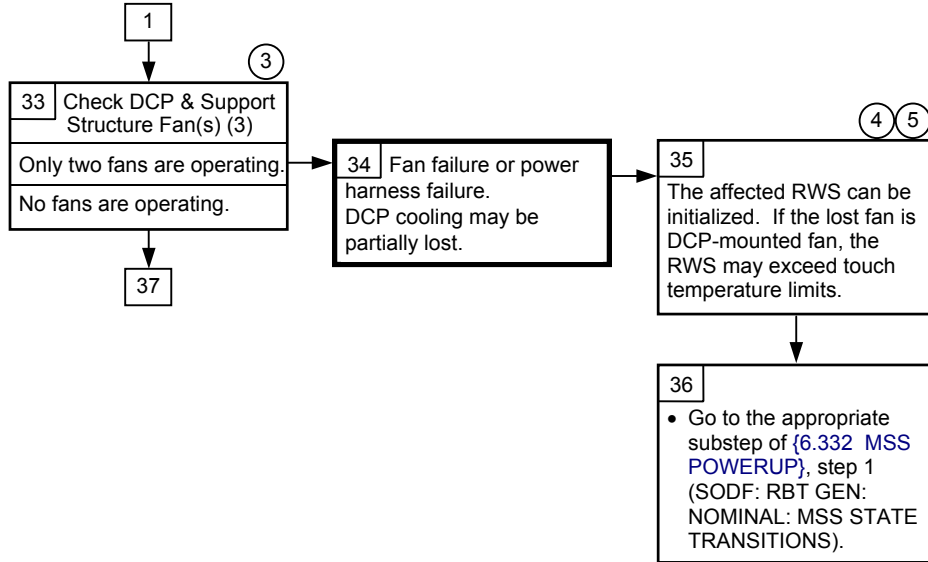 1
3
33 Check DCP & Support
Structure Fan(s) (3)
Only two fans are operating.
No fans are operating.
37
34 Fan failure or power
harness failure.
DCP cooling may be
partially lost.
4 5
35
The affected RWS can be
initialized. If the lost fan is
DCP-mounted fan, the
RWS may exceed touch
temperature limits.
36
• Go to the appropriate
substep of {6.332 MSS
POWERUP}, step 1
(SODF: RBT GEN:
NOMINAL: MSS STATE
TRANSITIONS).